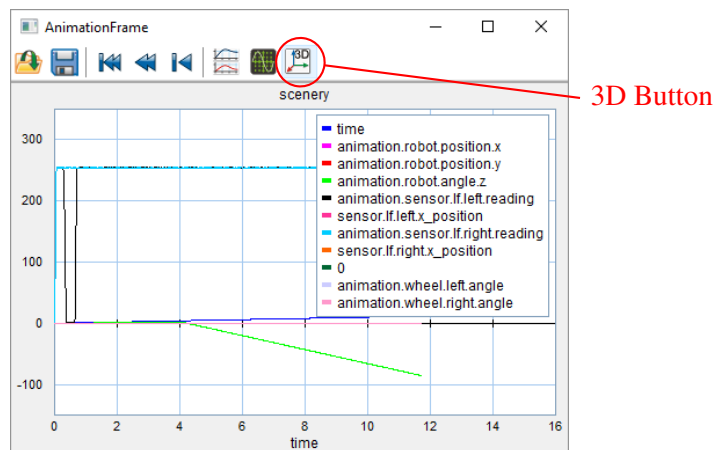 AnimationFrame
3D
3D Button
scenery
300
200
100
0
-100
time
animation.robot.position.x
animation.robot.position.y
animation.robot.angle.z
animation.sensor.lf.left.reading
sensor.lf.left.x_position
animation.sensor.lf.right.reading
sensor.lf.right.x_position
0
animation.wheel.left.angle
animation.wheel.right.angle
0 2 4 6 8 10 12 14 16
time